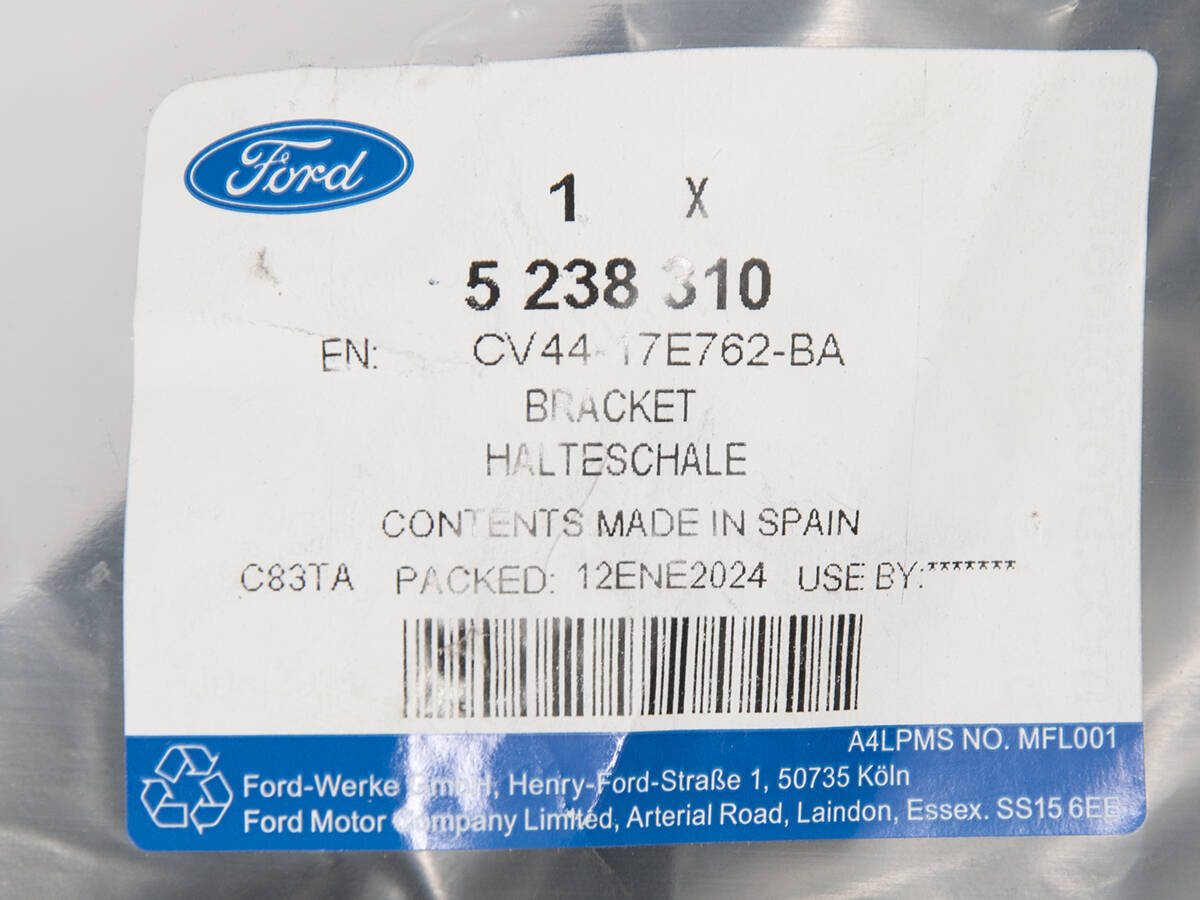 Ford
1 X
5 238 310
EN: CV44-17E762-BA
BRACKET
HALTESCHALE
CONTENTS MADE IN SPAIN
C83TA PACKED: 12ENE2024 USE BY:*******
A4LPMS NO. MFL001
Ford-Werke GmbH, Henry-Ford-Straße 1, 50735 Köln
Ford Motor Company Limited, Arterial Road, Laindon, Essex. SS15 6EE